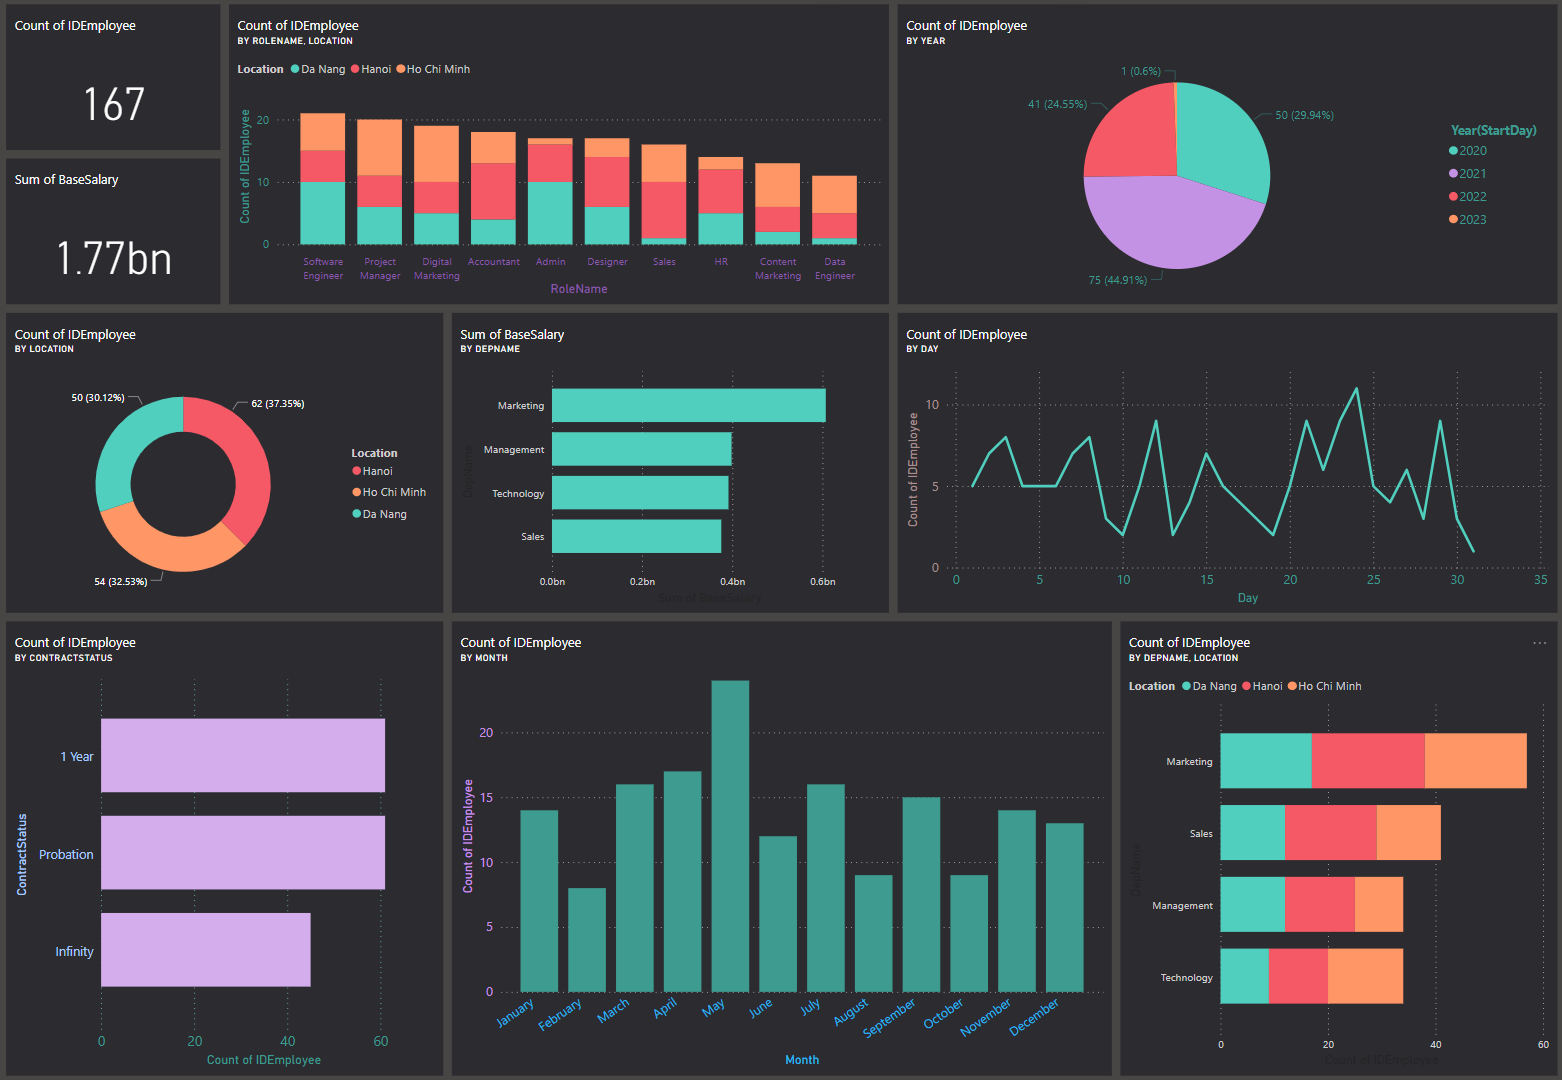 Count of IDEmployee
167
Sum of BaseSalary
1.77bn
Count of IDEmployee
BY ROLENAME, LOCATION
Location Da Nang Hanoi Ho Chi Minh
Count of IDEmployee
20
10
0
Software Engineer
Project Manager
Digital Marketing
Accountant
Admin
Designer
Sales
HR
Content Marketing
Data Engineer
RoleName
Count of IDEmployee
BY YEAR
1 (0.6%)
41 (24.55%)
50 (29.94%)
75 (44.91%)
Year(StartDay)
2020
2021
2022
2023
Count of IDEmployee
BY LOCATION
50 (30.12%)
62 (37.35%)
54 (32.53%)
Location
Hanoi
Ho Chi Minh
Da Nang
Sum of BaseSalary
BY DEPNAME
DepName
Marketing
Management
Technology
Sales
0.0bn 0.2bn 0.4bn 0.6bn
Sum of BaseSalary
Count of IDEmployee
BY DAY
Count of IDEmployee
10
5
0
0 5 10 15 20 25 30 35
Day
Count of IDEmployee
BY CONTRACTSTATUS
ContractStatus
1 Year
Probation
Infinity
0 20 40 60
Count of IDEmployee
Count of IDEmployee
BY MONTH
Count of IDEmployee
20
15
10
5
0
January February March April May June July August September October November December
Month
Count of IDEmployee
BY DEPNAME, LOCATION
Location Da Nang Hanoi Ho Chi Minh
DepName
Marketing
Sales
Management
Technology
0 20 40 60
Count of IDEmployee